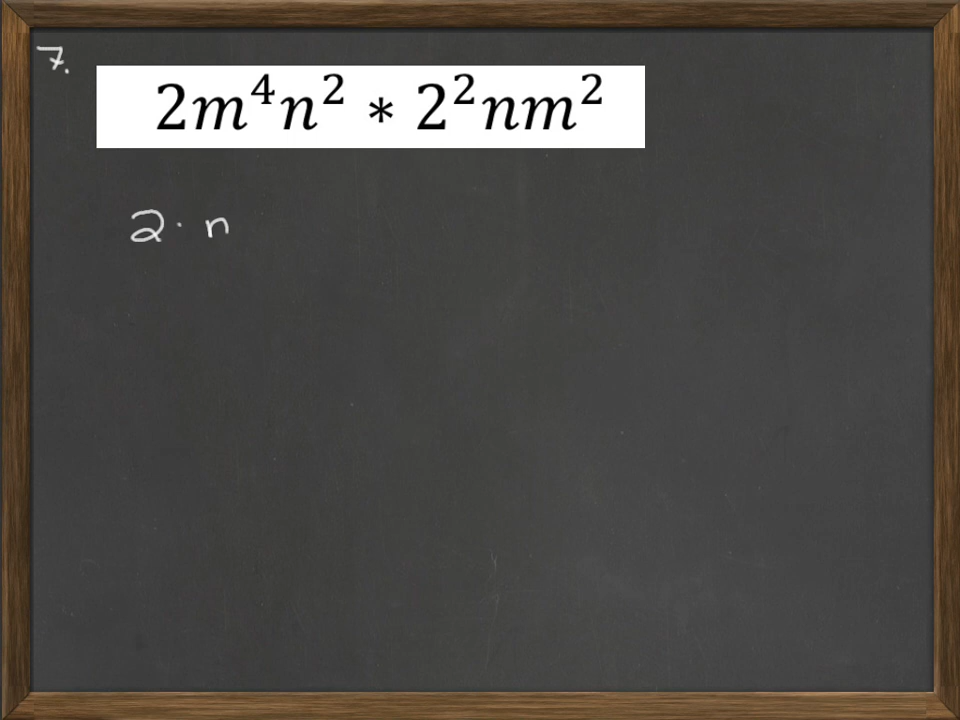 7.
2m⁴n² ∗ 2²nm²
2 · n